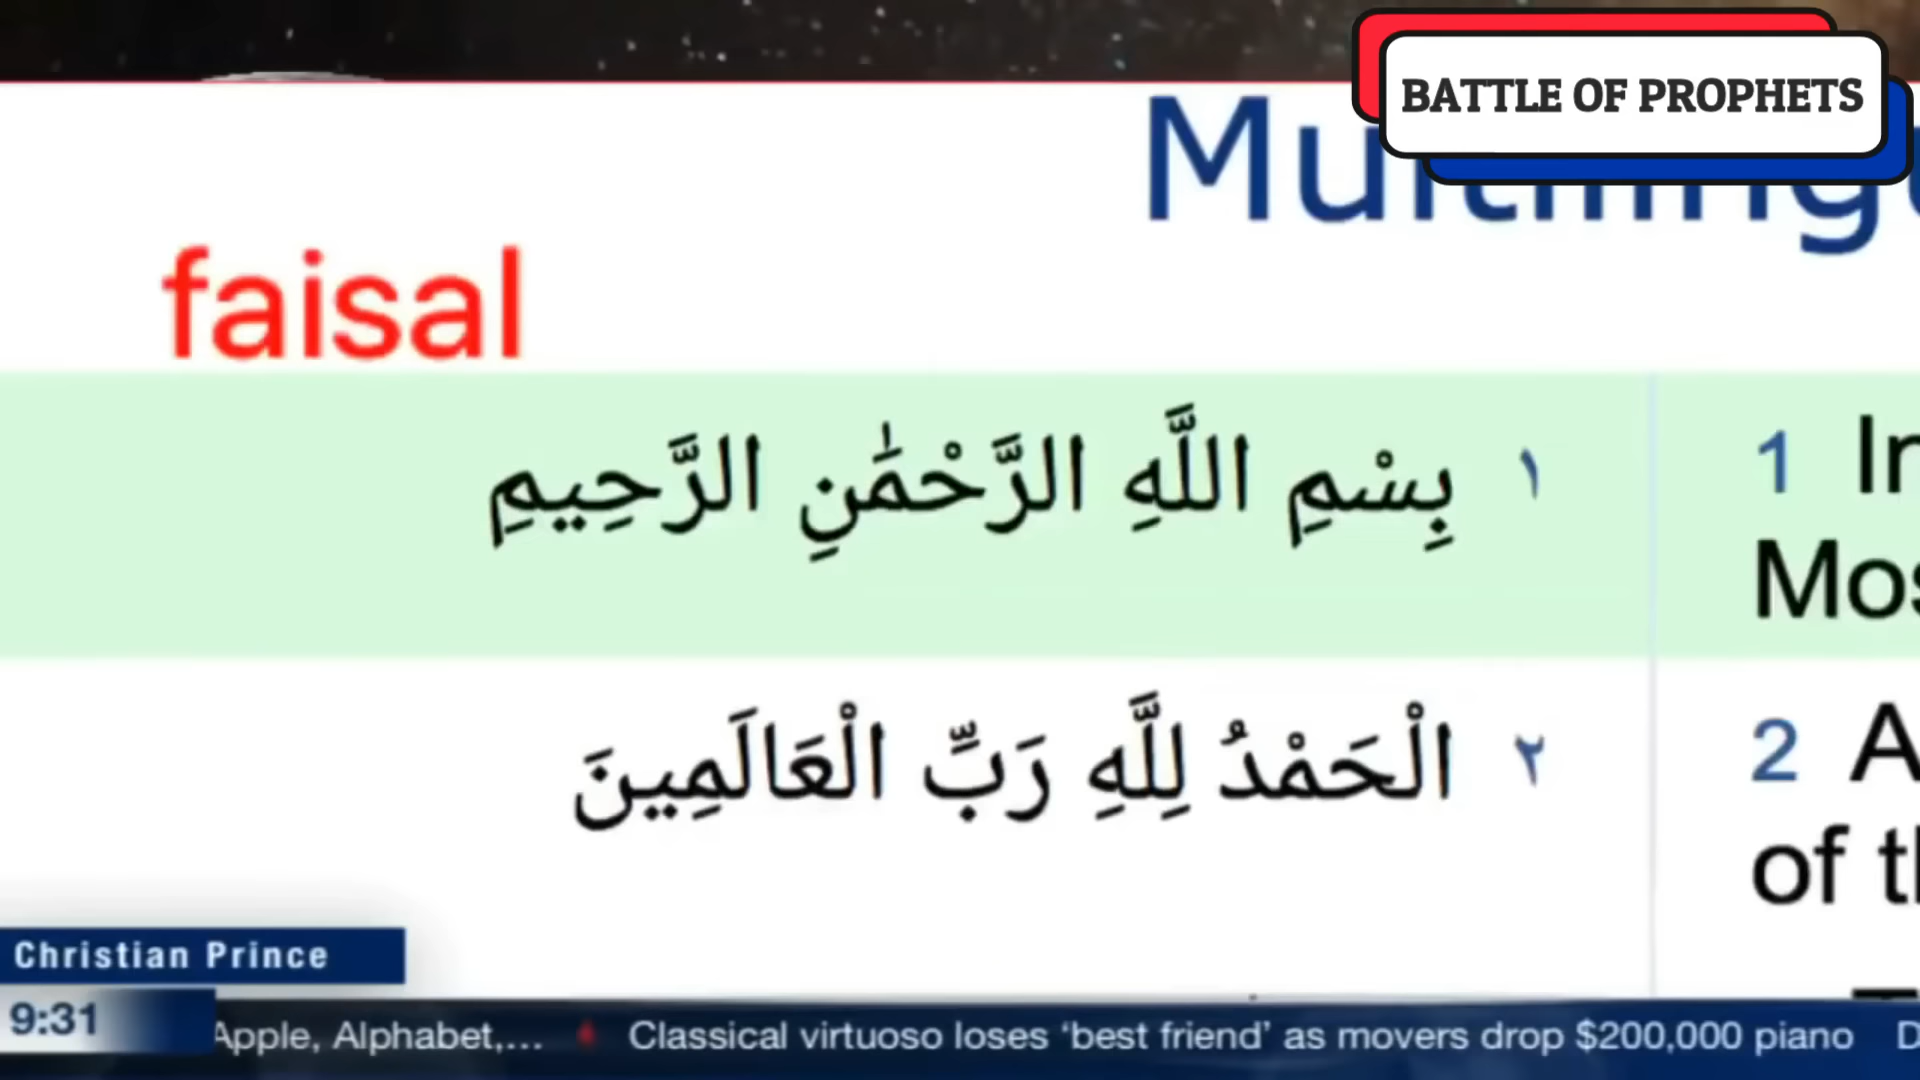 BATTLE OF PROPHETS
faisal
١ بِسْمِ اللَّهِ الرَّحْمَٰنِ الرَّحِيمِ
1
٢ الْحَمْدُ لِلَّهِ رَبِّ الْعَالَمِينَ
2
of
Christian Prince
9:31
Apple, Alphabet,... Classical virtuoso loses ‘best friend’ as movers drop $200,000 piano